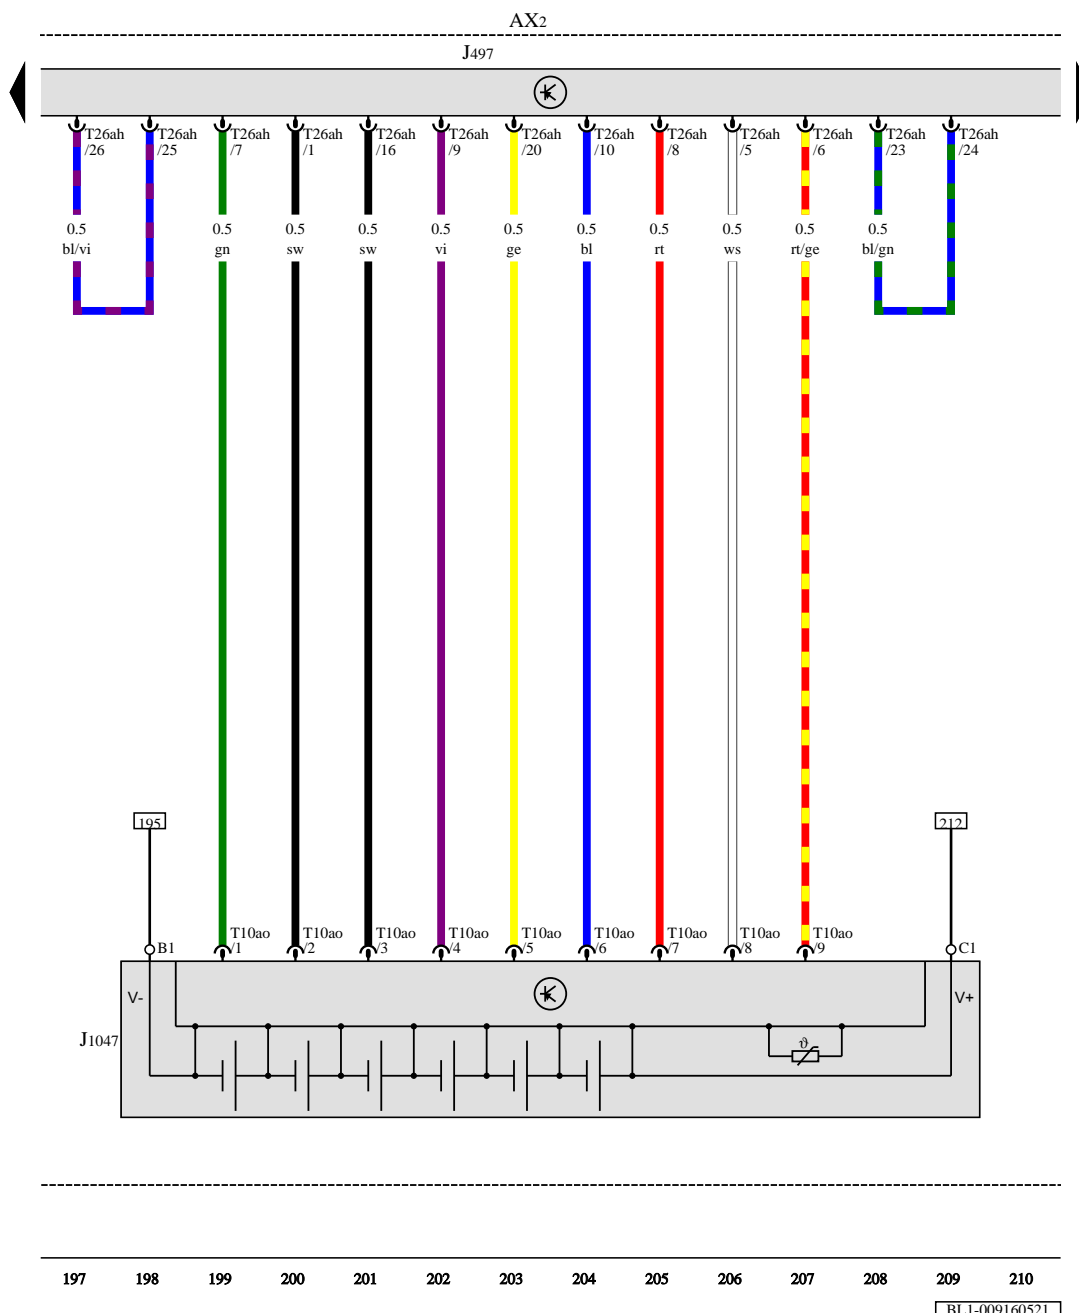 AX2
J497
T26ah T26ah T26ah T26ah T26ah T26ah T26ah T26ah T26ah T26ah T26ah T26ah T26ah
/26 /25 /7 /1 /16 /9 /20 /10 /8 /5 /6 /23 /24
0.5 0.5 0.5 0.5 0.5 0.5 0.5 0.5 0.5 0.5 0.5
bl/vi gn sw sw vi ge bl rt ws rt/ge bl/gn
195 212
T10ao T10ao T10ao T10ao T10ao T10ao T10ao T10ao T10ao
B1 /1 /2 /3 /4 /5 /6 /7 /8 /9 C1
V- V+
J1047 ϑ
197 198 199 200 201 202 203 204 205 206 207 208 209 210
BL1-009160521